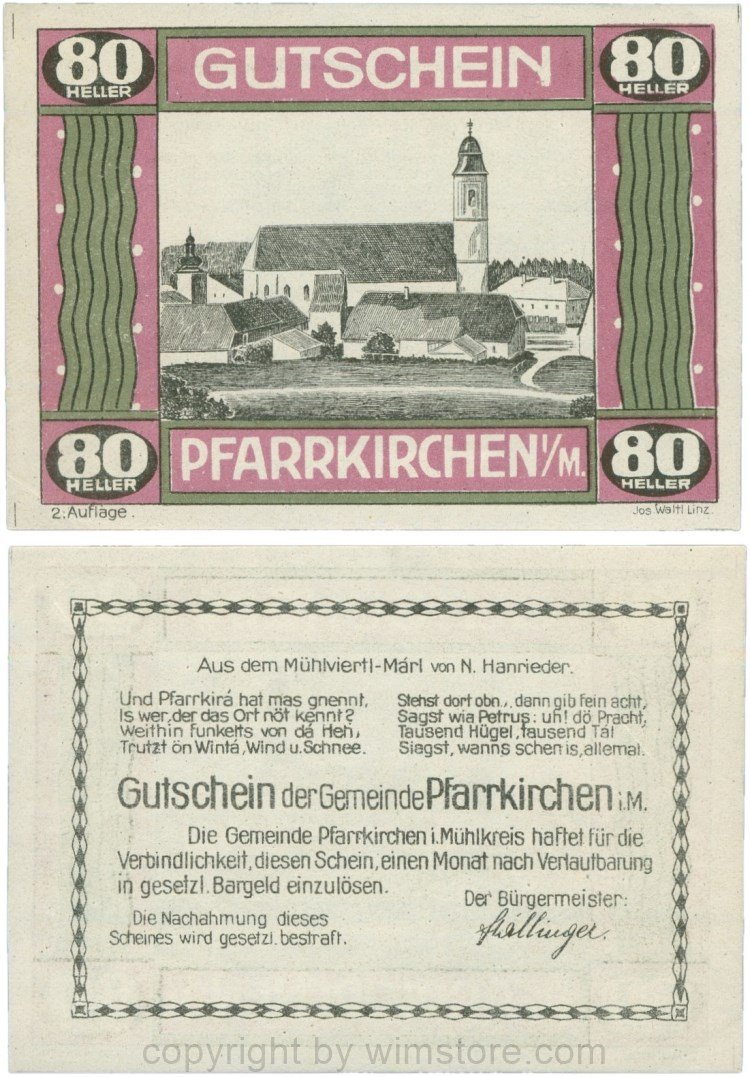 80 HELLER
GUTSCHEIN
80 HELLER
80 HELLER
PFARRKIRCHEN i/M.
80 HELLER
2. Auflage.
Jos. Waltl Linz.
Aus dem Mühlviertl-Márl von N. Hanrieder.
Und Pfarrkirá hat mas gnennt,
Is wer, der das Ort nöt kennt?
Weithin funkelts von dá Heh,
Trutzt ön Wintá, Wind u. Schnee.
Stehst dort obn., dann gib fein acht,
Sagst wia Petrus: uh! dö Pracht,
Tausend Hügel, tausend Tál
Siagst, wanns schen is, allemal.
Gutschein der Gemeinde Pfarrkirchen i.M.
Die Gemeinde Pfarrkirchen i. Mühlkreis haftet für die
Verbindlichkeit, diesen Schein, einen Monat nach Verlautbarung
in gesetzl. Bargeld einzulösen.
Der Bürgermeister:
Die Nachahmung dieses
Scheines wird gesetzl. bestraft.
copyright by wimstore.com